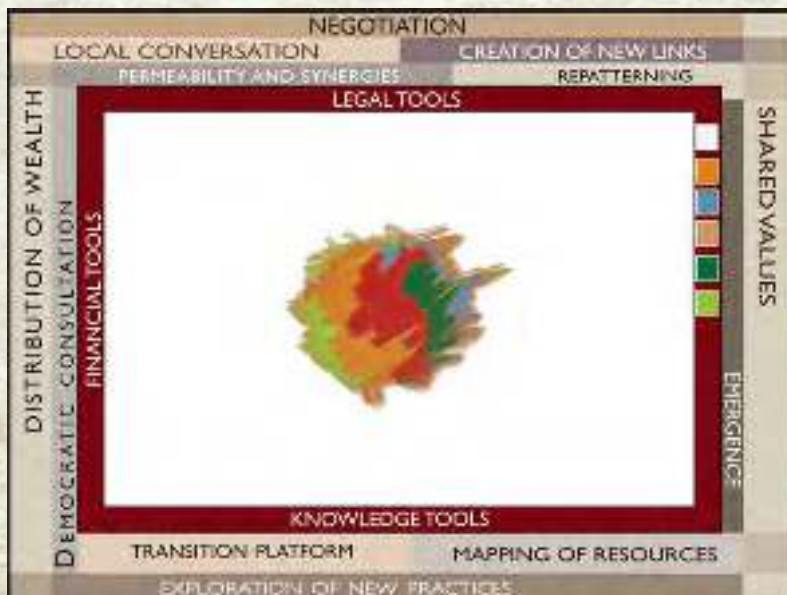 NEGOTIATION
LOCAL CONVERSATION
CREATION OF NEW LINKS
PERMEABILITY AND SYNERGIES
REPATTERNING
LEGAL TOOLS
DISTRIBUTION OF WEALTH
DEMOCRATIC CONSULTATION
FINANCIAL TOOLS
SHARED VALUES
EMERGENCE
KNOWLEDGE TOOLS
TRANSITION PLATFORM
MAPPING OF RESOURCES
EXPLORATION OF NEW PRACTICES